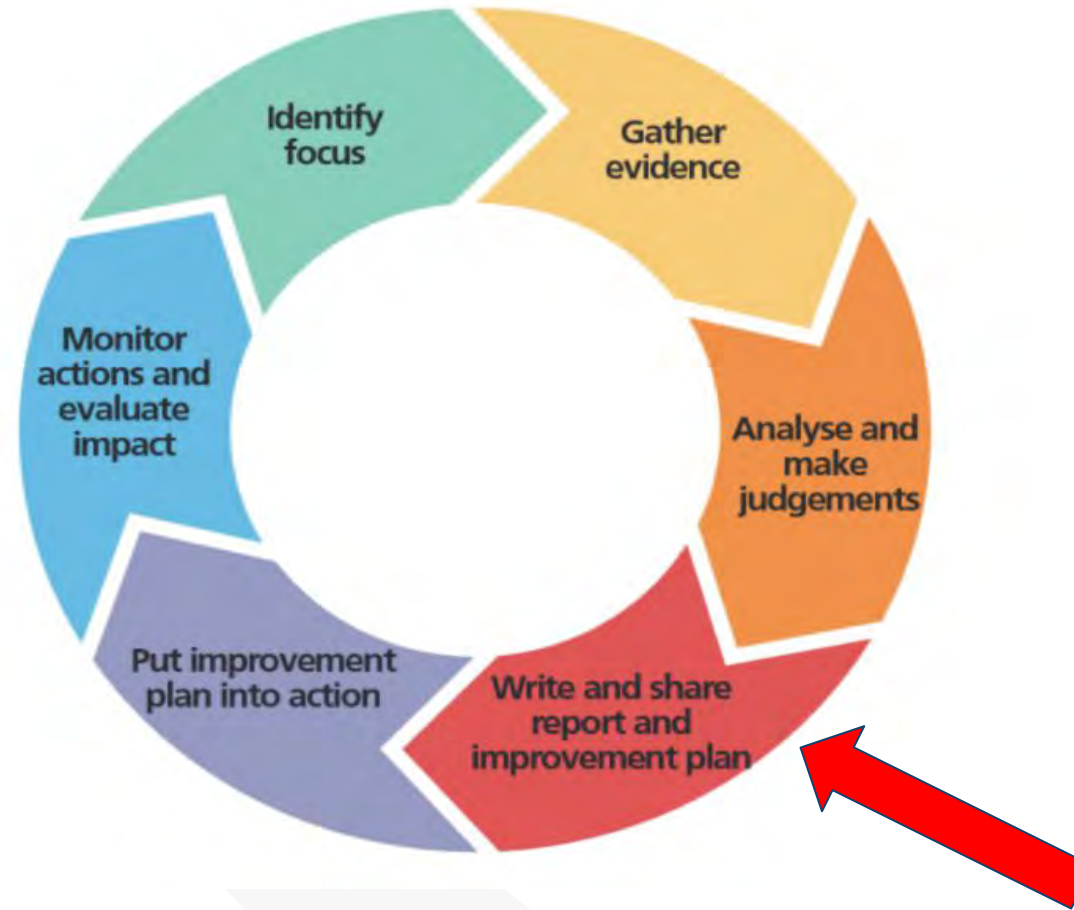 Identify
focus
Gather
evidence
Analyse and
make
judgements
Write and share
report and
improvement plan
Put improvement
plan into action
Monitor
actions and
evaluate
impact